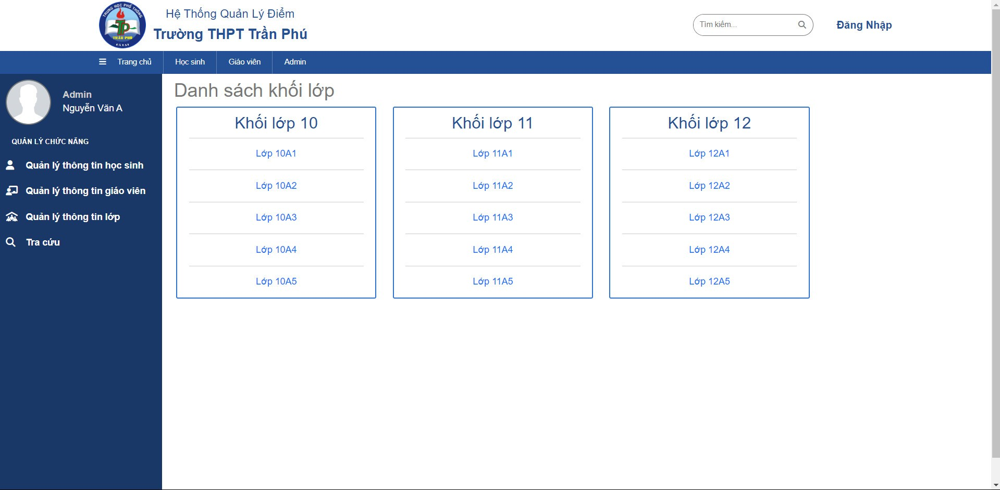 TRUNG HỌC PHỔ THÔNG
TP
TRẦN PHÚ
Hệ Thống Quản Lý Điểm
Trường THPT Trần Phú
Tìm kiếm...
Đăng Nhập
Trang chủ
Học sinh
Giáo viên
Admin
Admin
Nguyễn Văn A
QUẢN LÝ CHỨC NĂNG
Quản lý thông tin học sinh
Quản lý thông tin giáo viên
Quản lý thông tin lớp
Tra cứu
Danh sách khối lớp
Khối lớp 10
Lớp 10A1
Lớp 10A2
Lớp 10A3
Lớp 10A4
Lớp 10A5
Khối lớp 11
Lớp 11A1
Lớp 11A2
Lớp 11A3
Lớp 11A4
Lớp 11A5
Khối lớp 12
Lớp 12A1
Lớp 12A2
Lớp 12A3
Lớp 12A4
Lớp 12A5